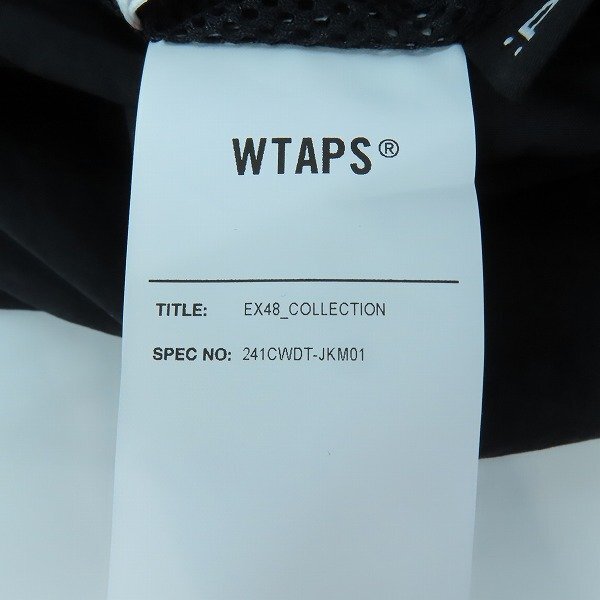 WTAPS®
TITLE: EX48_COLLECTION
SPEC NO: 241CWDT-JKM01